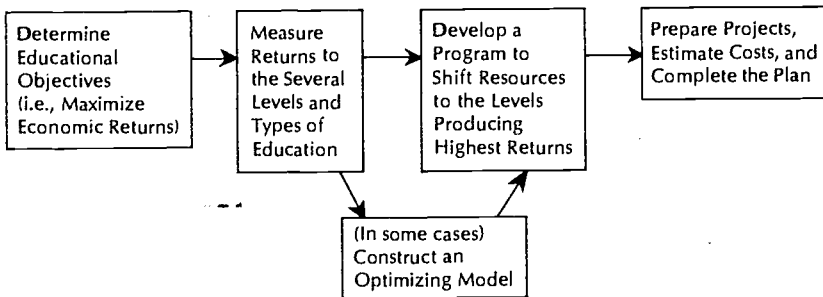 Determine
Educational
Objectives
(i.e., Maximize
Economic Returns)
Measure
Returns to
the Several
Levels and
Types of
Education
Develop a
Program to
Shift Resources
to the Levels
Producing
Highest Returns
Prepare Projects,
Estimate Costs, and
Complete the Plan
(In some cases)
Construct an
Optimizing Model